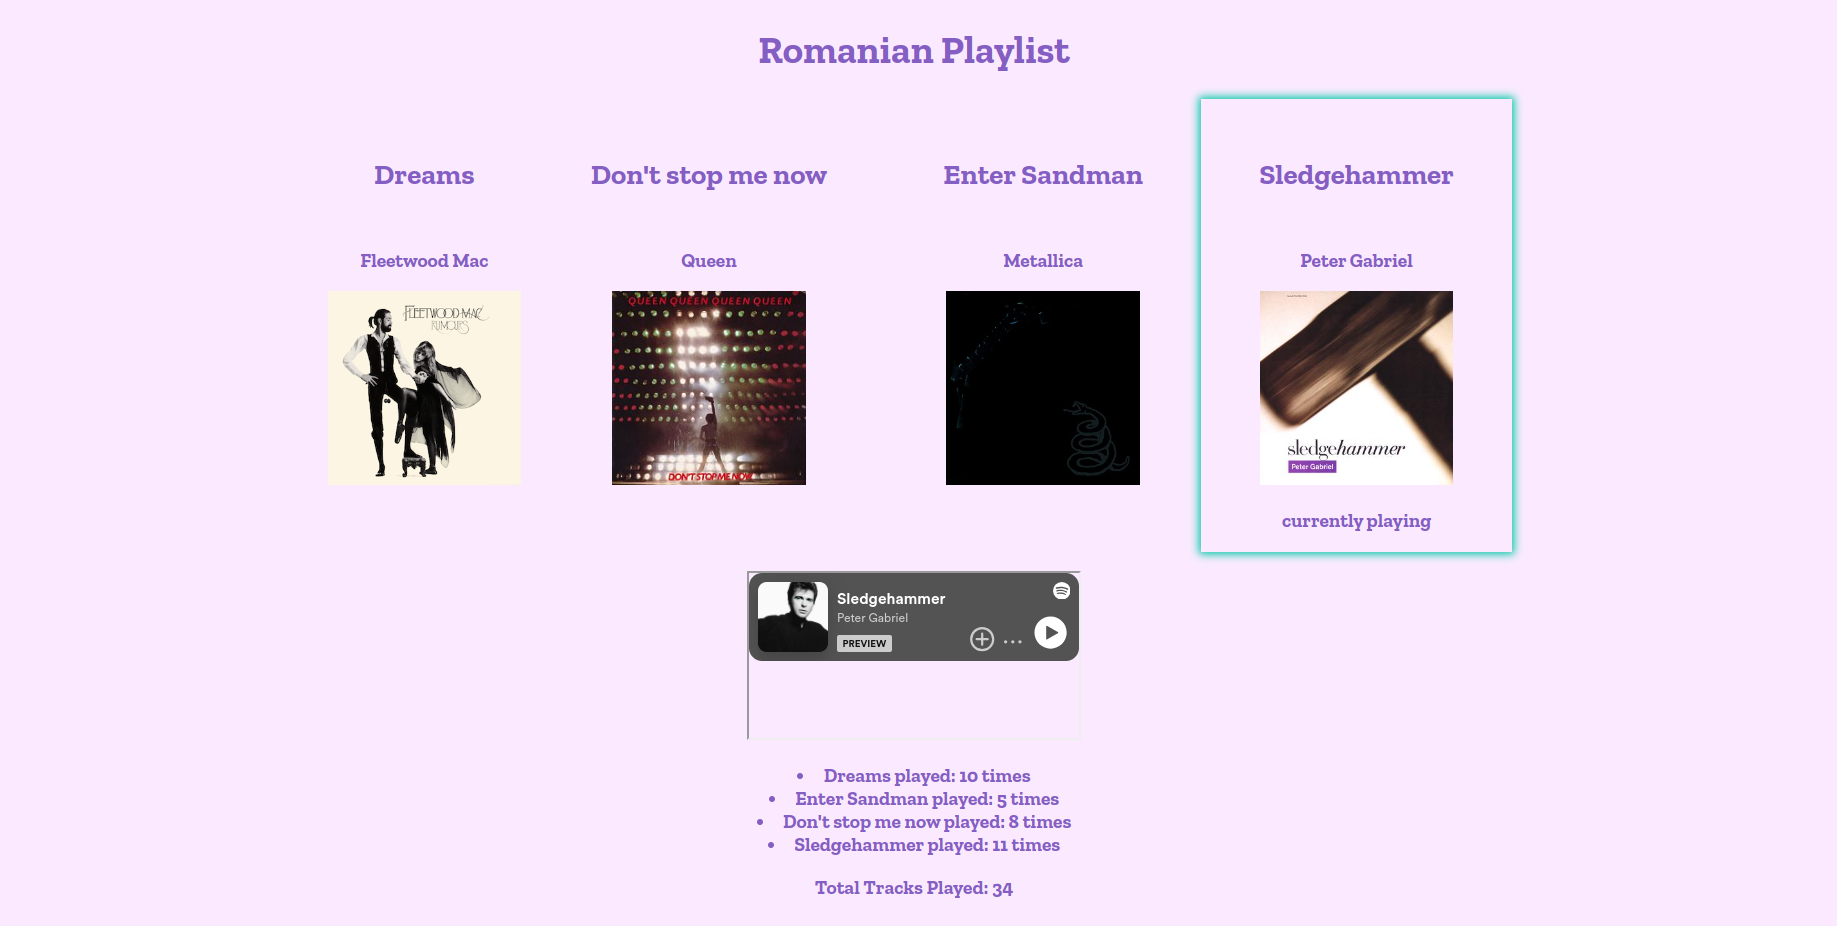 Romanian Playlist
Dreams
Don't stop me now
Enter Sandman
Sledgehammer
Fleetwood Mac
Queen
Metallica
Peter Gabriel
FLEETWOOD MAC
RUMOURS
QUEEN QUEEN QUEEN QUEEN
DON'T STOP ME NOW
sledgehammer
Peter Gabriel
currently playing
Sledgehammer
Peter Gabriel
PREVIEW
• Dreams played: 10 times
• Enter Sandman played: 5 times
• Don't stop me now played: 8 times
• Sledgehammer played: 11 times
Total Tracks Played: 34